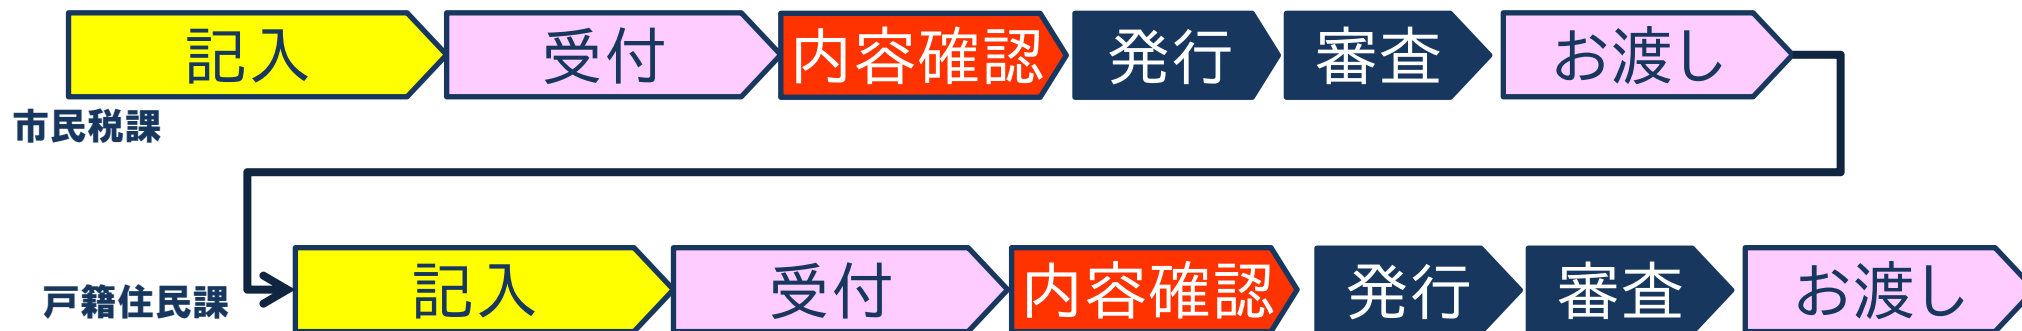 記入 受付 内容確認 発行 審査 お渡し
市民税課
戸籍住民課 記入 受付 内容確認 発行 審査 お渡し